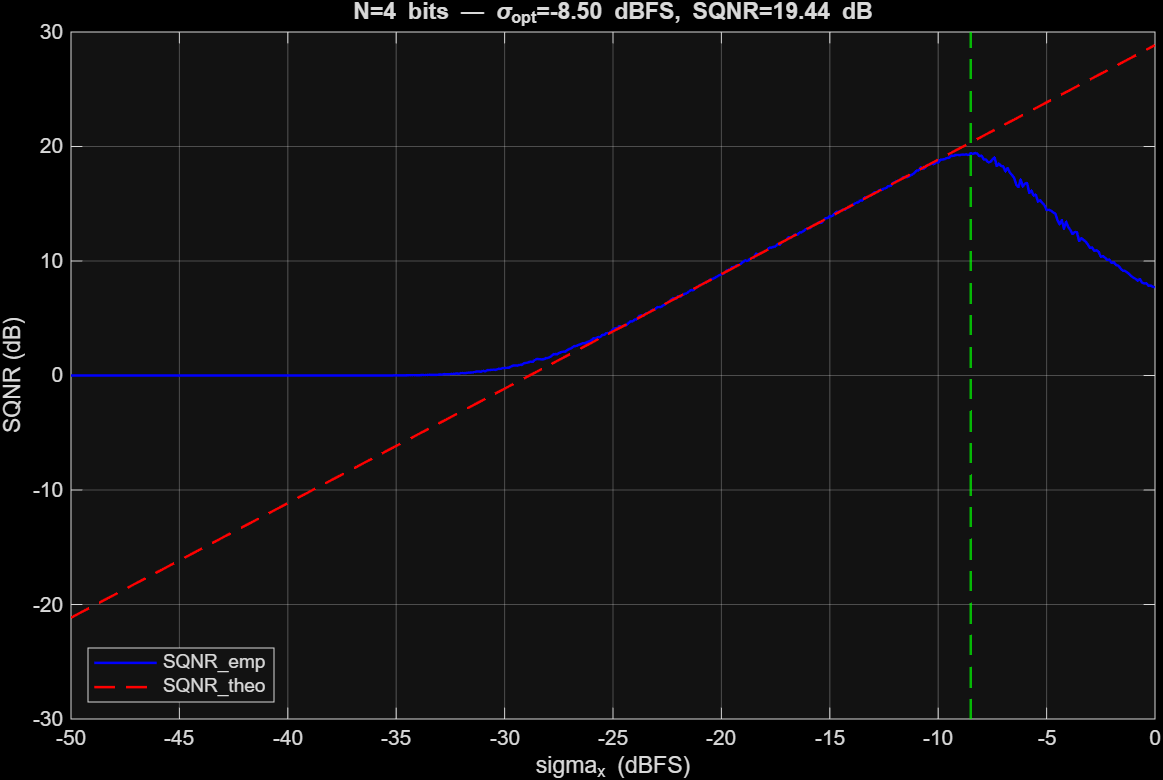 N=4 bits — σopt=-8.50 dBFS, SQNR=19.44 dB
30
20
10
0
-10
-20
-30
SQNR (dB)
SQNR_emp
SQNR_theo
-50 -45 -40 -35 -30 -25 -20 -15 -10 -5 0
sigmax (dBFS)